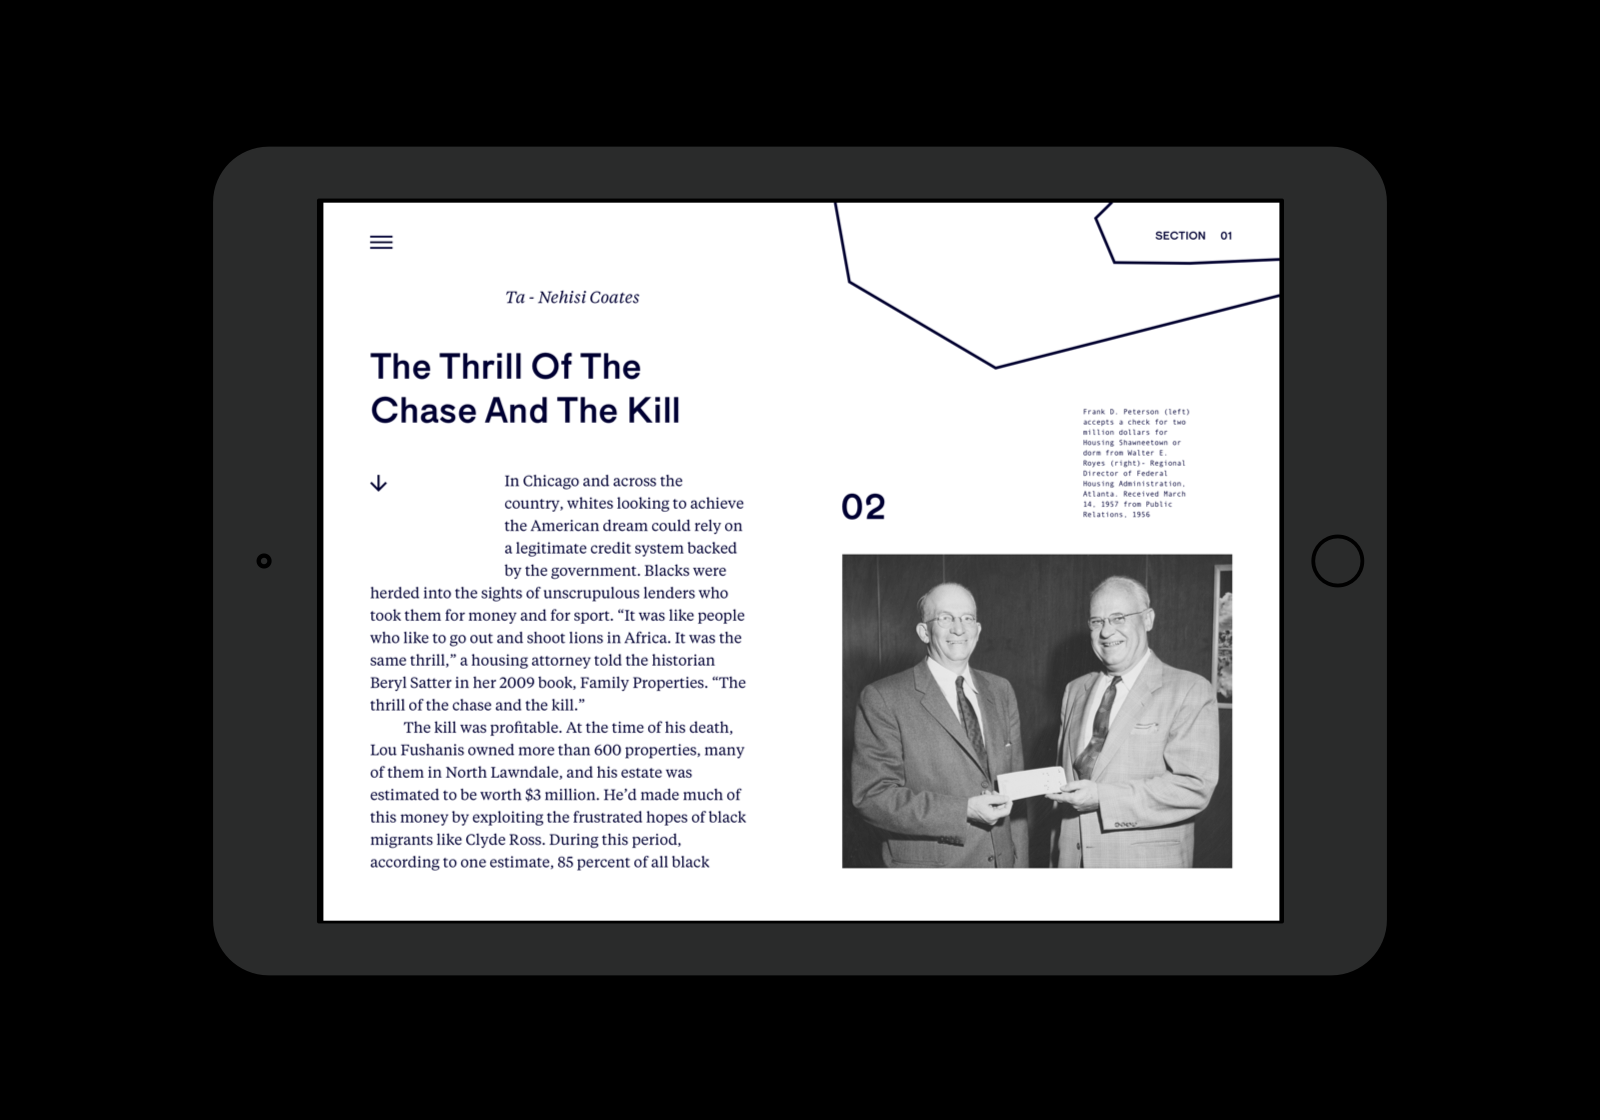 SECTION 01
Ta - Nehisi Coates
The Thrill Of The
Chase And The Kill
In Chicago and across the
country, whites looking to achieve
the American dream could rely on
a legitimate credit system backed
by the government. Blacks were
herded into the sights of unscrupulous lenders who
took them for money and for sport. “It was like people
who like to go out and shoot lions in Africa. It was the
same thrill,” a housing attorney told the historian
Beryl Satter in her 2009 book, Family Properties. “The
thrill of the chase and the kill.”
The kill was profitable. At the time of his death,
Lou Fushanis owned more than 600 properties, many
of them in North Lawndale, and his estate was
estimated to be worth $3 million. He’d made much of
this money by exploiting the frustrated hopes of black
migrants like Clyde Ross. During this period,
according to one estimate, 85 percent of all black
02
Frank D. Peterson (left)
accepts a check for two
million dollars for
Housing Shawneetown or
dorm from Walter E.
Royes (right)- Regional
Director of Federal
Housing Administration,
Atlanta. Received March
14, 1957 from Public
Relations, 1956